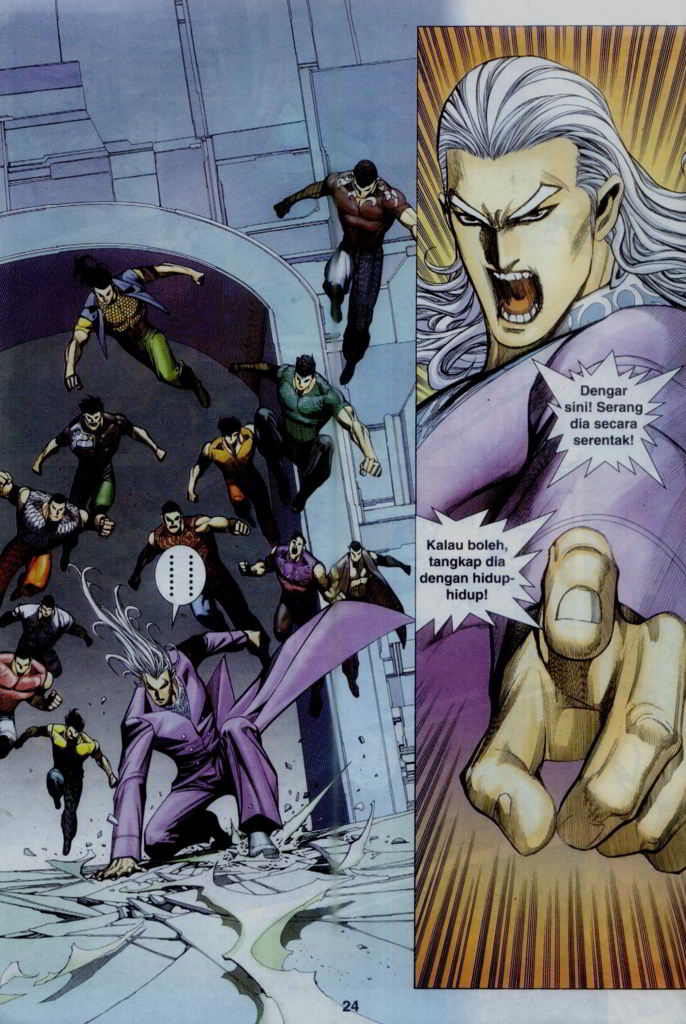 Dengar
sini! Serang
dia secara
serentak!
Kalau boleh,
tangkap dia
dengan hidup-
hidup!
24